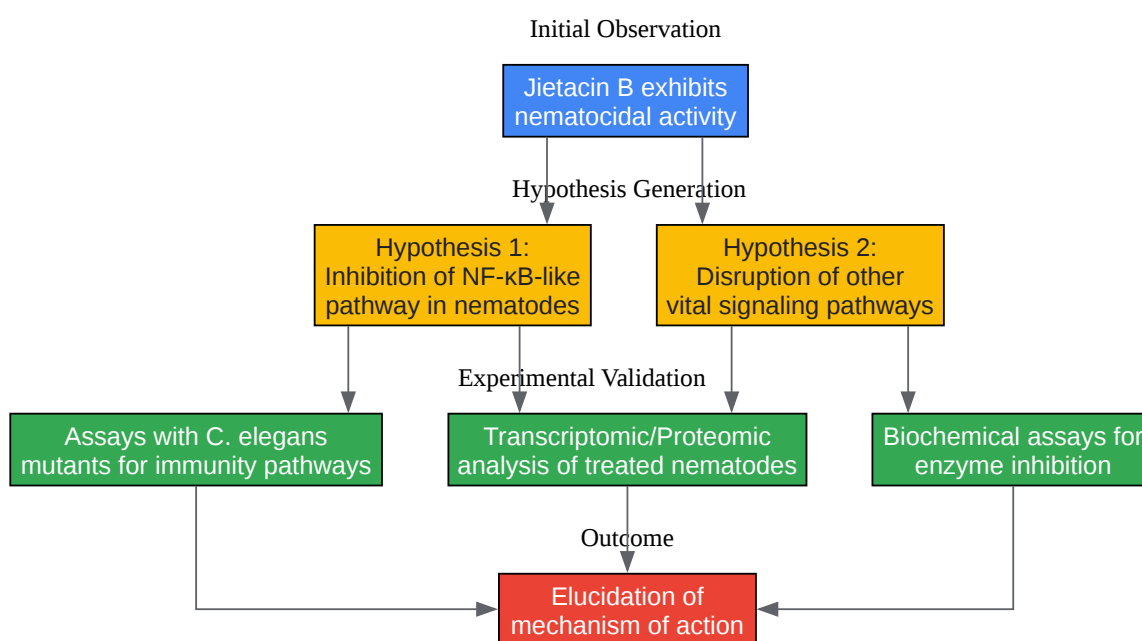 Initial Observation
Jietacin B exhibits
nematocidal activity
Hypothesis Generation
Hypothesis 1:
Inhibition of NF-κB-like
pathway in nematodes
Hypothesis 2:
Disruption of other
vital signaling pathways
Experimental Validation
Assays with C. elegans
mutants for immunity pathways
Transcriptomic/Proteomic
analysis of treated nematodes
Biochemical assays for
enzyme inhibition
Outcome
Elucidation of
mechanism of action